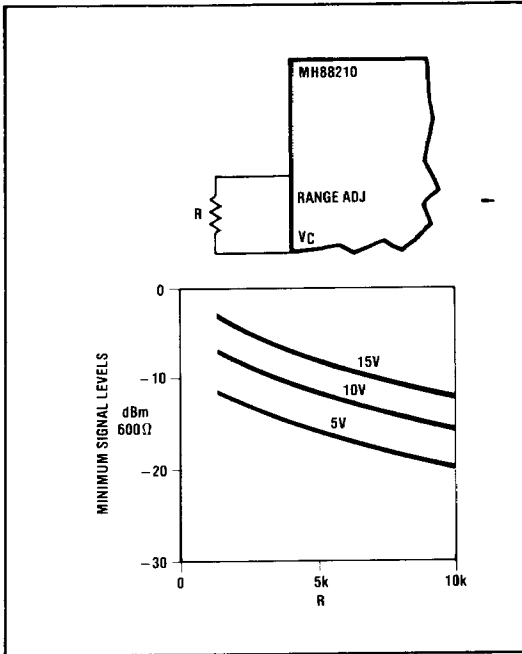 MH88210
R
RANGE ADJ
VC
0
−10
−20
−30
MINIMUM SIGNAL LEVELS
dBm
600Ω
15V
10V
5V
0
5k
10k
R